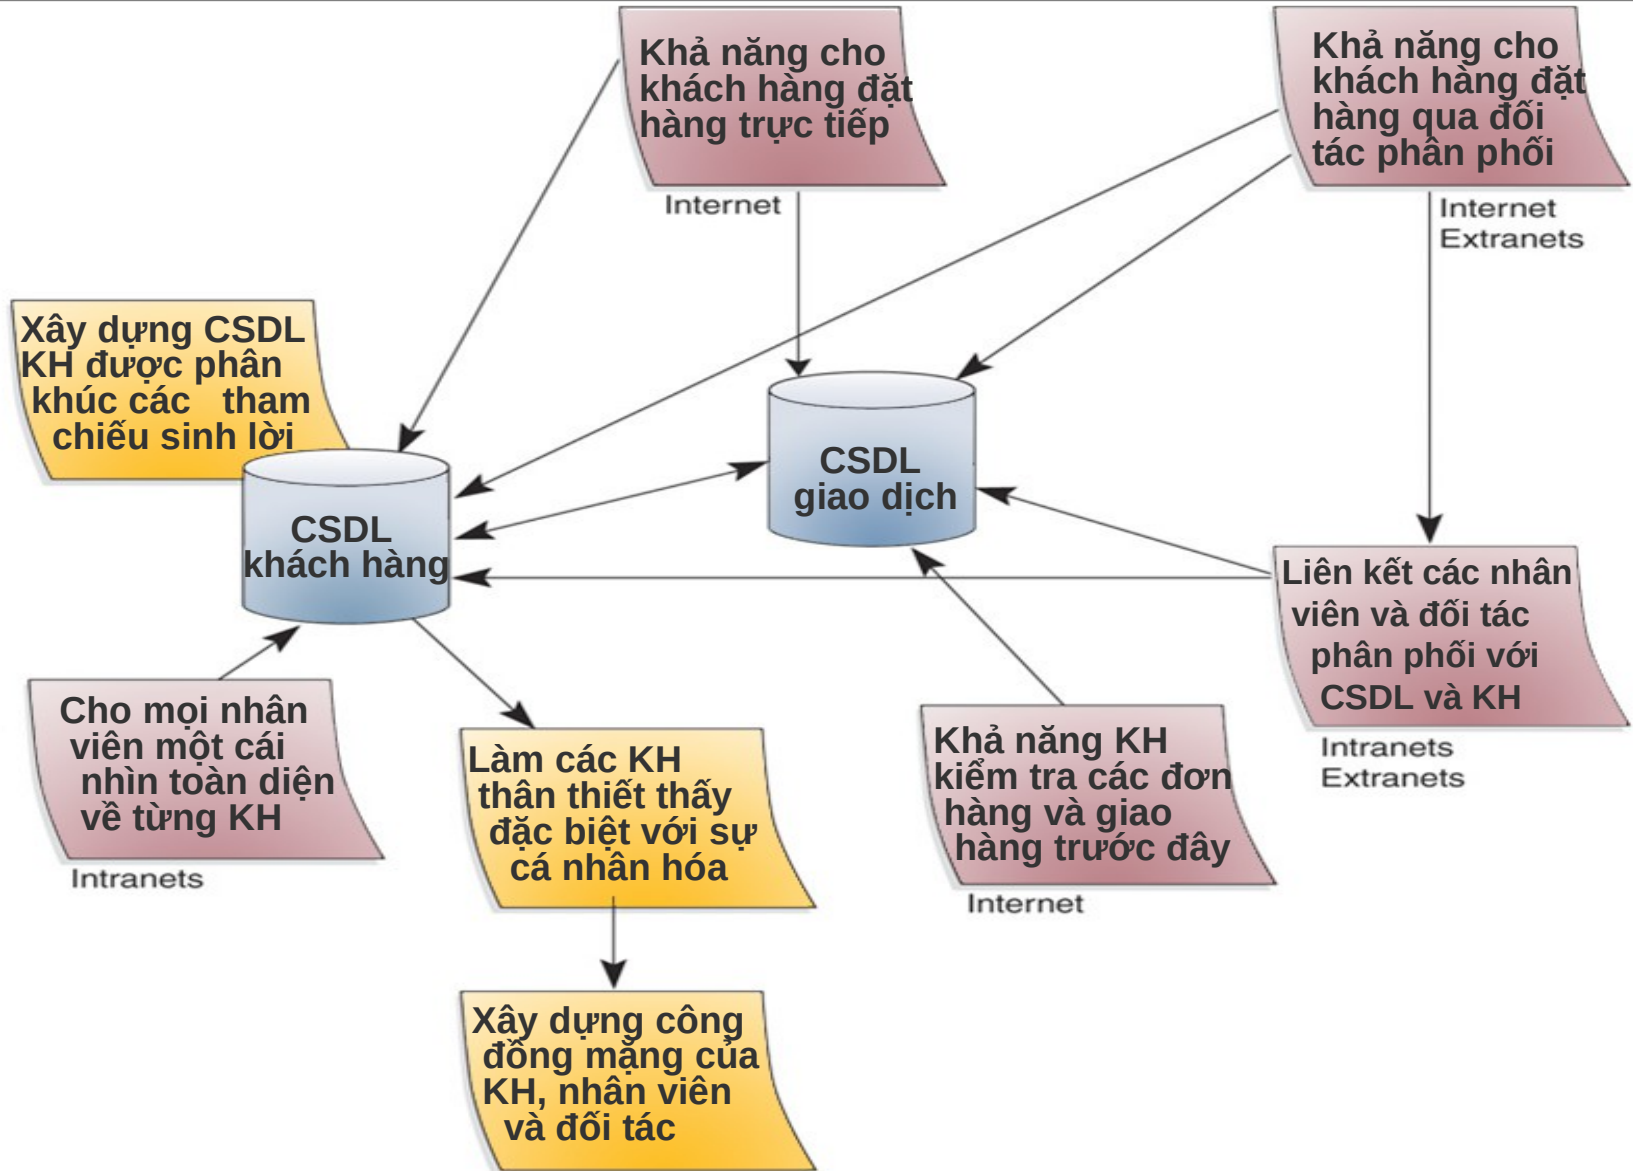 Khả năng cho
khách hàng đặt
hàng trực tiếp
Internet
Khả năng cho
khách hàng đặt
hàng qua đối
tác phân phối
Internet
Extranets
Xây dựng CSDL
KH được phân
khúc các tham
chiếu sinh lời
CSDL
khách hàng
CSDL
giao dịch
Liên kết các nhân
viên và đối tác
phân phối với
CSDL và KH
Intranets
Extranets
Cho mọi nhân
viên một cái
nhìn toàn diện
về từng KH
Intranets
Làm các KH
thân thiết thấy
đặc biệt với sự
cá nhân hóa
Khả năng KH
kiểm tra các đơn
hàng và giao
hàng trước đây
Internet
Xây dựng công
đồng mạng của
KH, nhân viên
và đối tác